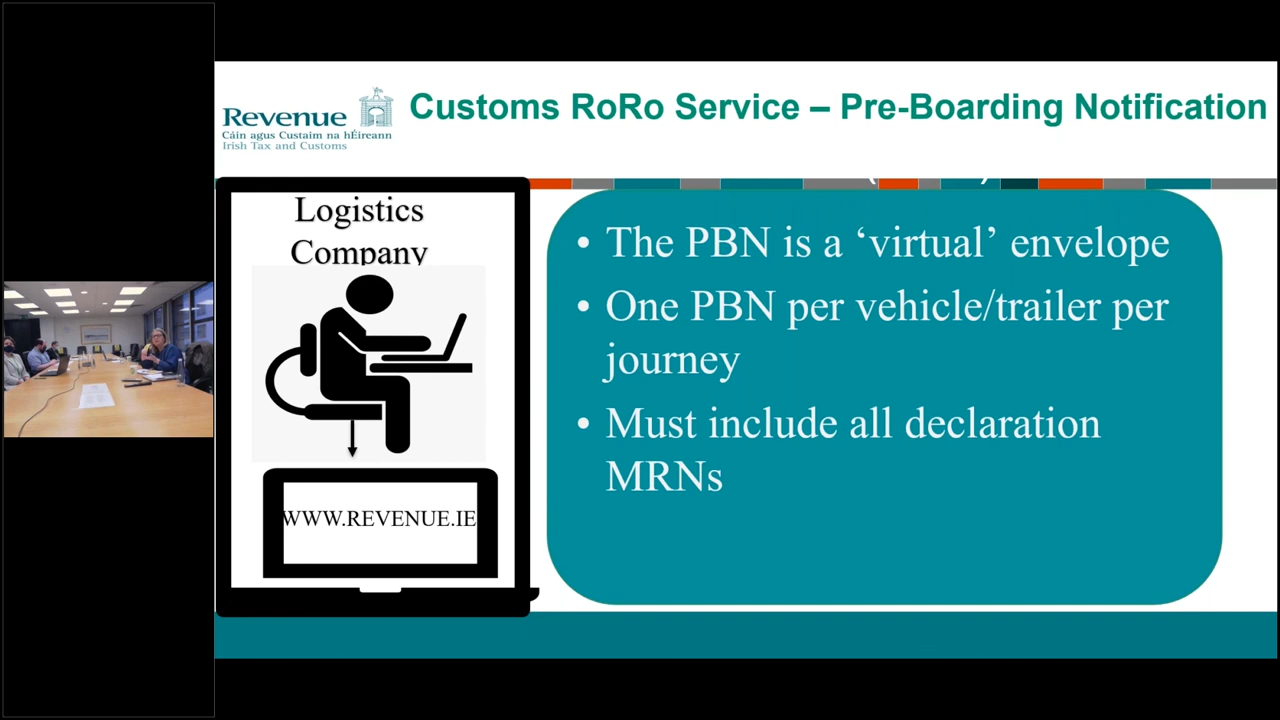 Revenue
Cáin agus Custaim na hÉireann
Irish Tax and Customs
Customs RoRo Service – Pre-Boarding Notification
Logistics
Company
WWW.REVENUE.IE
• The PBN is a ‘virtual’ envelope
• One PBN per vehicle/trailer per
journey
• Must include all declaration
MRNs